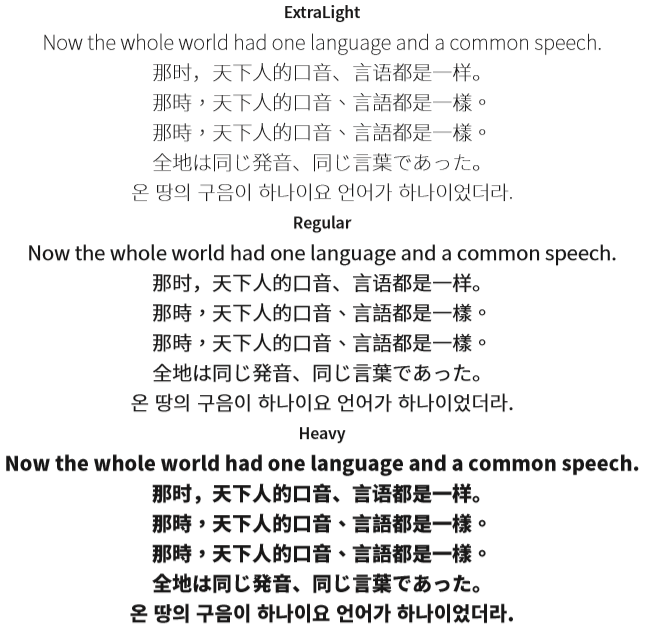 ExtraLight
Now the whole world had one language and a common speech.
那时，天下人的口音、言语都是一样。
那時，天下人的口音、言語都是一樣。
那時，天下人的口音、言語都是一樣。
全地は同じ発音、同じ言葉であった。
온 땅의 구음이 하나이요 언어가 하나이었더라.
Regular
Now the whole world had one language and a common speech.
那时，天下人的口音、言语都是一样。
那時，天下人的口音、言語都是一樣。
那時，天下人的口音、言語都是一樣。
全地は同じ発音、同じ言葉であった。
온 땅의 구음이 하나이요 언어가 하나이었더라.
Heavy
Now the whole world had one language and a common speech.
那时，天下人的口音、言语都是一样。
那時，天下人的口音、言語都是一樣。
那時，天下人的口音、言語都是一樣。
全地は同じ発音、同じ言葉であった。
온 땅의 구음이 하나이요 언어가 하나이었더라.